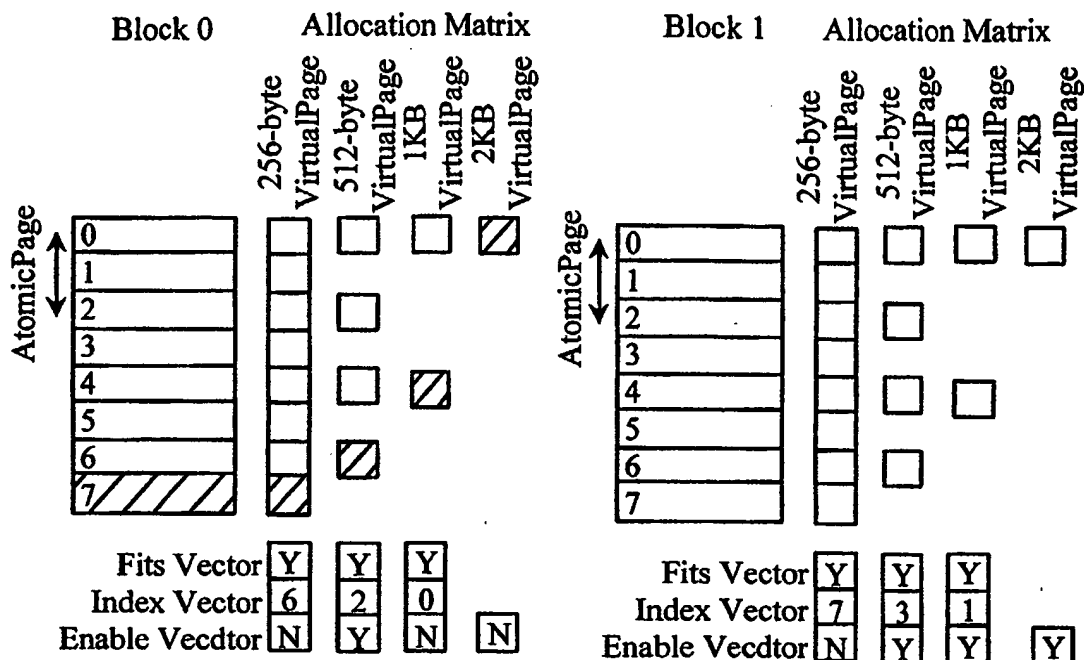 Block 0
Allocation Matrix
256-byte
VirtualPage
512-byte
VirtualPage
1KB
VirtualPage
2KB
VirtualPage
AtomicPage
0
1
2
3
4
5
6
7
Fits Vector Y Y Y
Index Vector 6 2 0
Enable Vecdtor N Y N N
Block 1
Allocation Matrix
256-byte
VirtualPage
512-byte
VirtualPage
1KB
VirtualPage
2KB
VirtualPage
AtomicPage
0
1
2
3
4
5
6
7
Fits Vector Y Y Y
Index Vector 7 3 1
Enable Vecdtor N Y Y Y